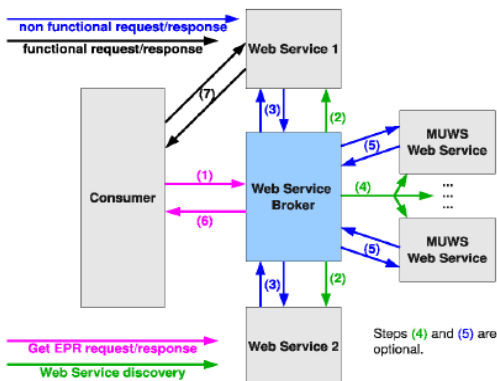 non functional request/response
functional request/response
Web Service 1
(7)
(3)
(2)
MUWS
Web Service
(5)
(1)
Consumer
Web Service
Broker
(4)
...
...
(6)
MUWS
Web Service
(5)
(3)
(2)
Get EPR request/response
Web Service discovery
Web Service 2
Steps (4) and (5) are
optional.